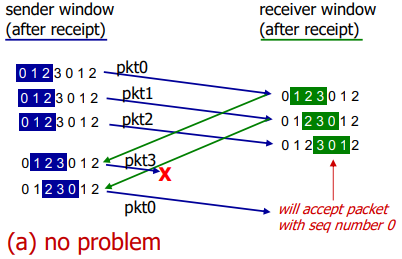 sender window
(after receipt)
receiver window
(after receipt)
0 1 2 3 0 1 2
pkt0
0 1 2 3 0 1 2
0 1 2 3 0 1 2
pkt1
0 1 2 3 0 1 2
0 1 2 3 0 1 2
pkt2
0 1 2 3 0 1 2
0 1 2 3 0 1 2
pkt3
X
0 1 2 3 0 1 2
pkt0
will accept packet
with seq number 0
(a) no problem